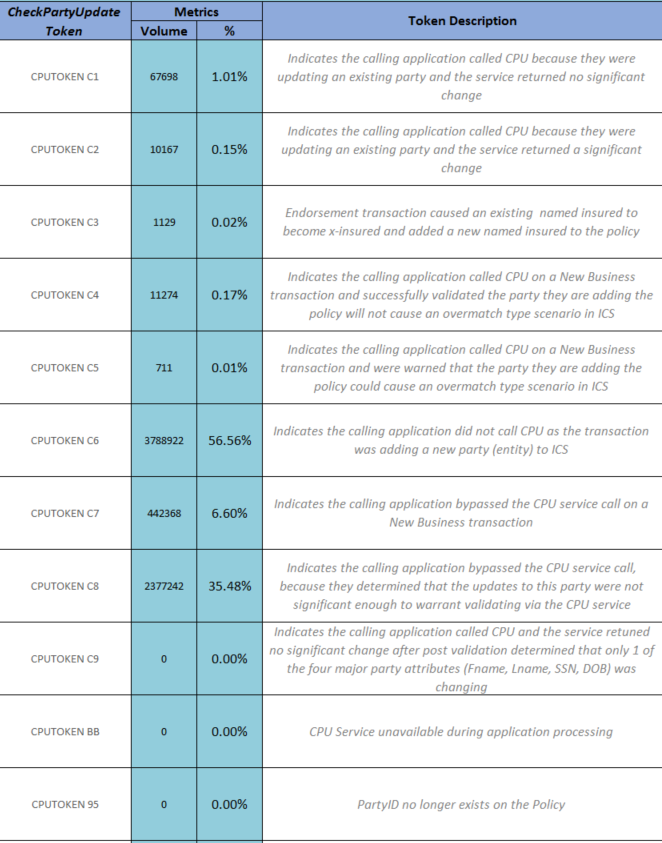 CheckPartyUpdate Token
Metrics
Token Description
Volume
%
CPUTOKEN C1
67698
1.01%
Indicates the calling application called CPU because they were
updating an existing party and the service returned no significant
change
CPUTOKEN C2
10167
0.15%
Indicates the calling application called CPU because they were
updating an existing party and the service returned a significant
change
CPUTOKEN C3
1129
0.02%
Endorsement transaction caused an existing named insured to
become x-insured and added a new named insured to the policy
CPUTOKEN C4
11274
0.17%
Indicates the calling application called CPU on a New Business
transaction and successfully validated the party they are adding the
policy will not cause an overmatch type scenario in ICS
CPUTOKEN C5
711
0.01%
Indicates the calling application called CPU on a New Business
transaction and were warned that the party they are adding the
policy could cause an overmatch type scenario in ICS
CPUTOKEN C6
3788922
56.56%
Indicates the calling application did not call CPU as the transaction
was adding a new party (entity) to ICS
CPUTOKEN C7
442368
6.60%
Indicates the calling application bypassed the CPU service call on a
New Business transaction
CPUTOKEN C8
2377242
35.48%
Indicates the calling application bypassed the CPU service call,
because they determined that the updates to this party were not
significant enough to warrant validating via the CPU service
CPUTOKEN C9
0
0.00%
Indicates the calling application called CPU and the service retuned
no significant change after post validation determined that only 1 of
the four major party attributes (Fname, Lname, SSN, DOB) was
changing
CPUTOKEN BB
0
0.00%
CPU Service unavailable during application processing
CPUTOKEN 95
0
0.00%
PartyID no longer exists on the Policy